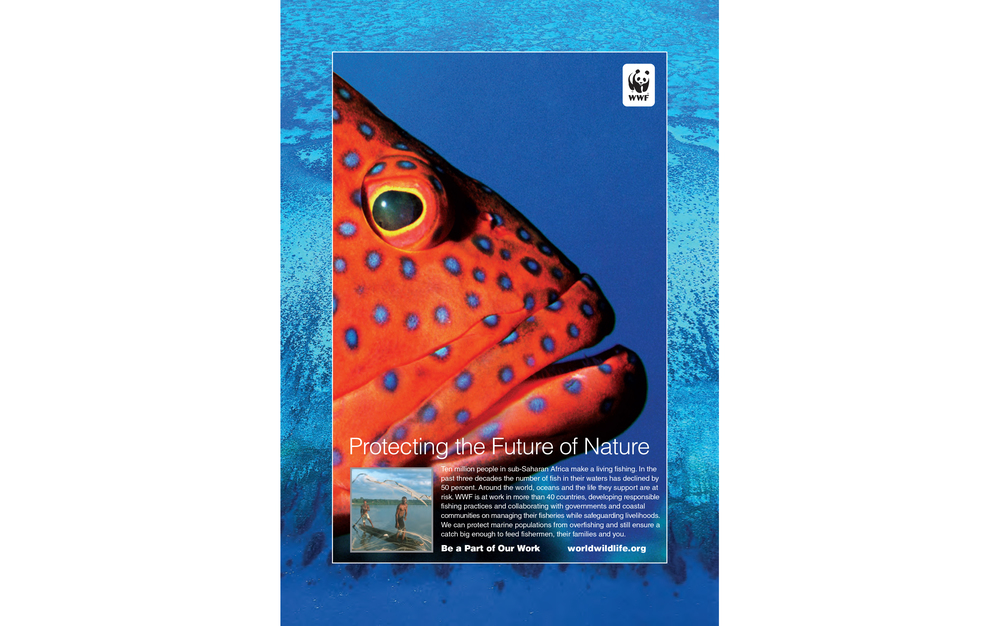 WWF
Protecting the Future of Nature
Ten million people in sub-Saharan Africa make a living fishing. In the
past three decades the number of fish in their waters has declined by
50 percent. Around the world, oceans and the life they support are at
risk. WWF is at work in more than 40 countries, developing responsible
fishing practices and collaborating with governments and coastal
communities on managing their fisheries while safeguarding livelihoods.
We can protect marine populations from overfishing and still ensure a
catch big enough to feed fishermen, their families and you.
Be a Part of Our Work worldwildlife.org